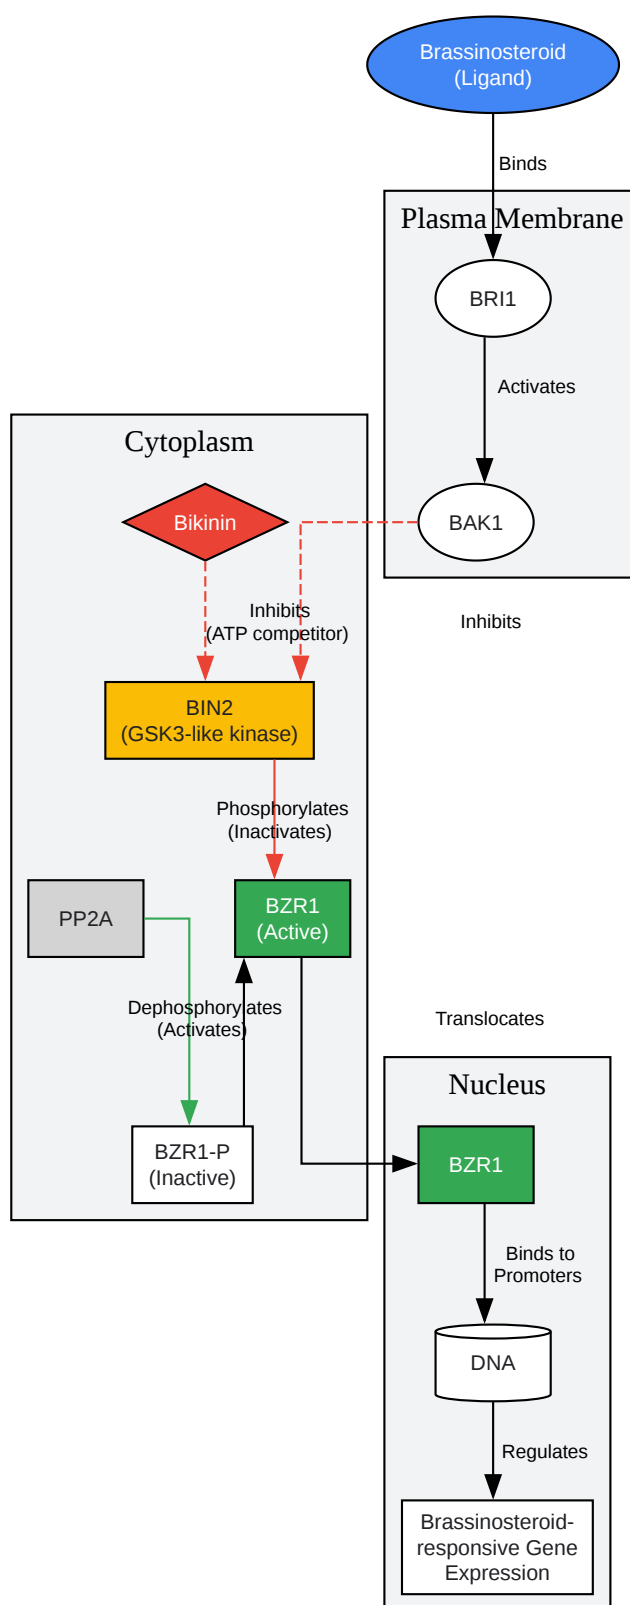 Brassinosteroid
(Ligand)
Binds
Plasma Membrane
BRI1
Activates
BAK1
Inhibits
Cytoplasm
Bikinin
Inhibits
(ATP competitor)
BIN2
(GSK3-like kinase)
Phosphorylates
(Inactivates)
PP2A
BZR1
(Active)
Dephosphorylates
(Activates)
BZR1-P
(Inactive)
Translocates
Nucleus
BZR1
Binds to
Promoters
DNA
Regulates
Brassinosteroid-
responsive Gene
Expression